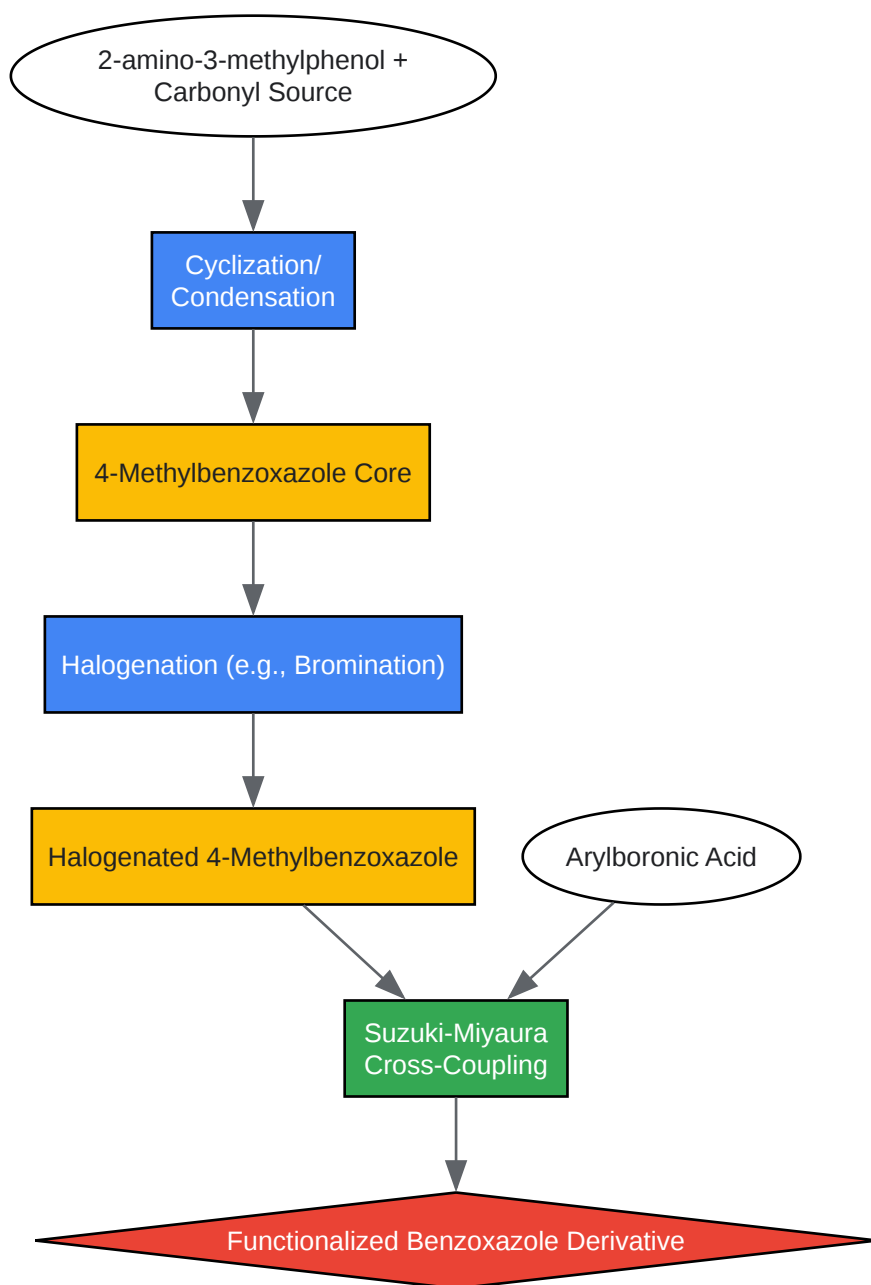 2-amino-3-methylphenol +
Carbonyl Source
Cyclization/
Condensation
4-Methylbenzoxazole Core
Halogenation (e.g., Bromination)
Halogenated 4-Methylbenzoxazole
Arylboronic Acid
Suzuki-Miyaura
Cross-Coupling
Functionalized Benzoxazole Derivative